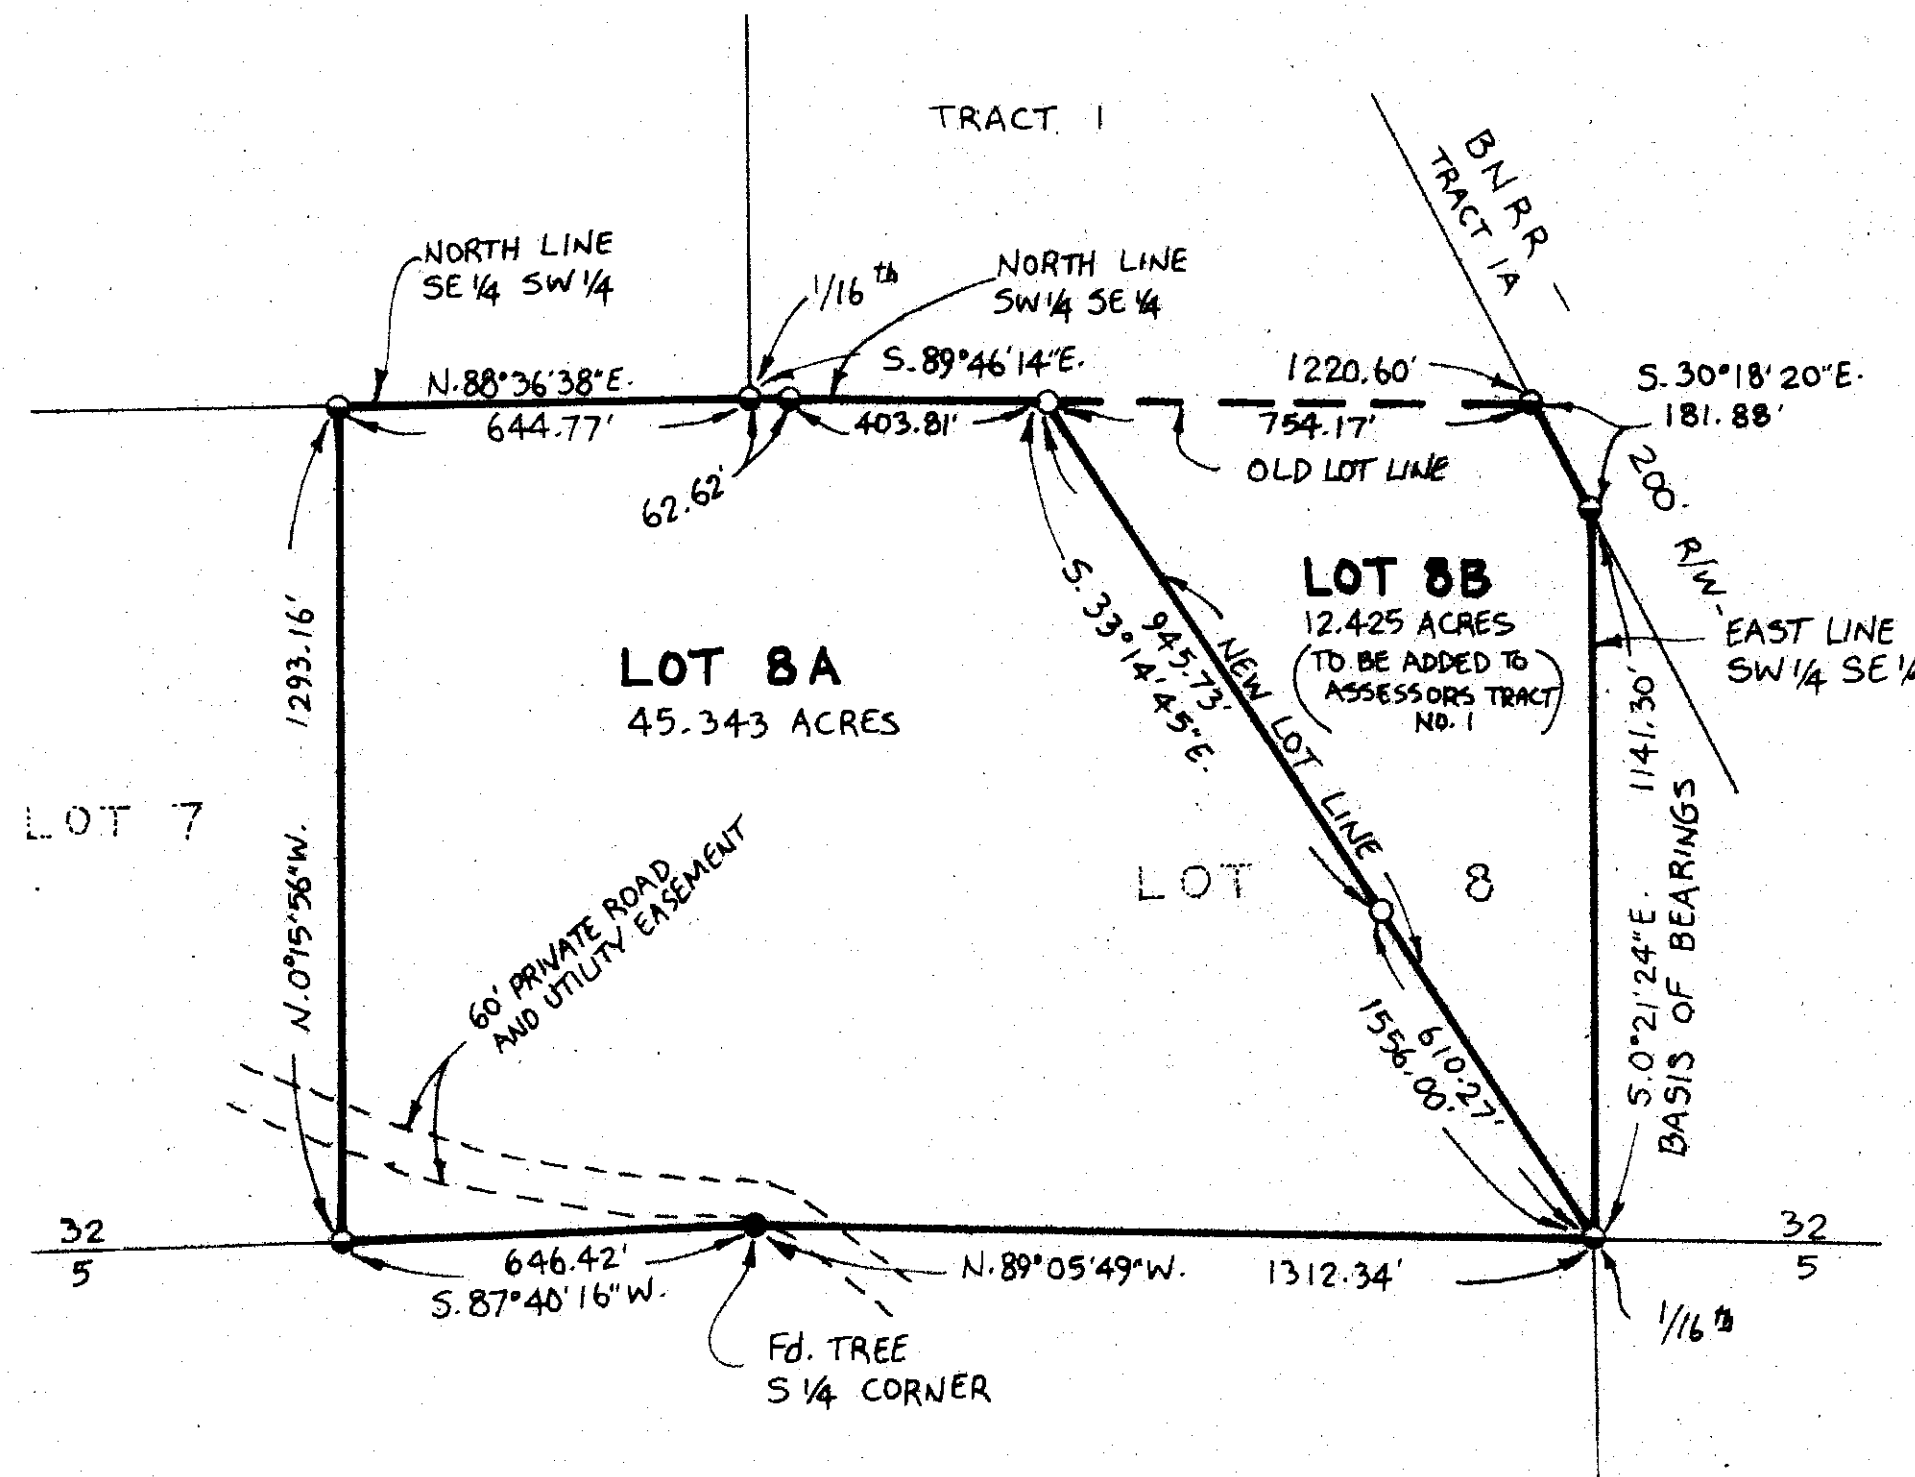 TRACT 1
BNRR -
TRACT 1A
NORTH LINE
SE 1/4 SW 1/4
1/16 th
NORTH LINE
SW 1/4 SE 1/4
N. 88°36'38"E.
644.77'
S. 89°46'14"E.
403.81'
62.62'
1220.60'
754.17'
OLD LOT LINE
S. 30°18'20"E.
181.88'
200.
R/W-
LOT 8B
12.425 ACRES
(TO BE ADDED TO
ASSESSORS TRACT
NO. 1)
EAST LINE
SW 1/4 SE 1/4
LOT 8A
45.343 ACRES
1293.16'
N. 0°15'56"W.
S. 33°14'45"E.
945.73'
NEW LOT LINE
1141.30'
S. 0°21'24"E.
BASIS OF BEARINGS
LOT 7
LOT 8
60' PRIVATE ROAD
AND UTILITY EASEMENT
610.27'
1556.00'
32
5
646.42'
S. 87°40'16"W.
N. 89°05'49"W.
1312.34'
32
5
1/16 th
Fd. TREE
S 1/4 CORNER